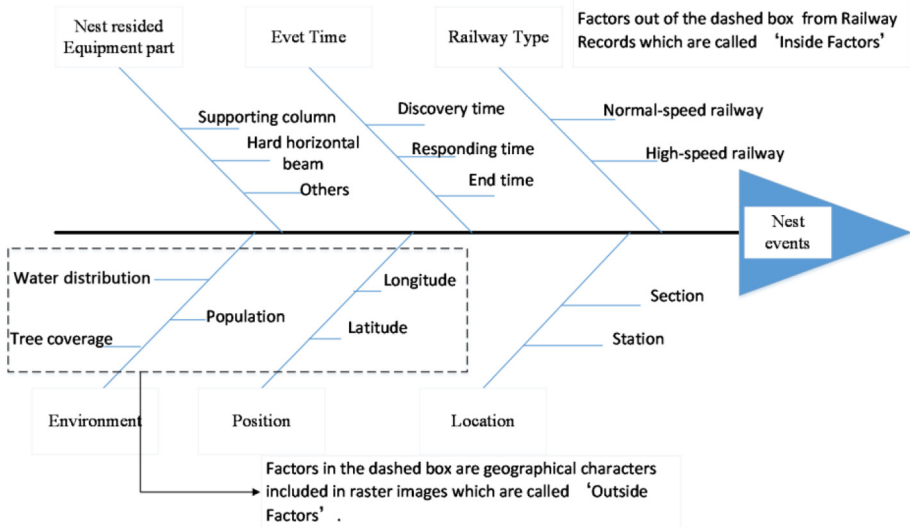 Nest resided
Equipment part
Evet Time
Railway Type
Factors out of the dashed box from Railway
Records which are called ‘Inside Factors’
Supporting column
Hard horizontal
beam
Others
Discovery time
Responding time
End time
Normal-speed railway
High-speed railway
Nest
events
Water distribution
Population
Tree coverage
Longitude
Latitude
Section
Station
Environment
Position
Location
Factors in the dashed box are geographical characters
included in raster images which are called ‘Outside
Factors’ .